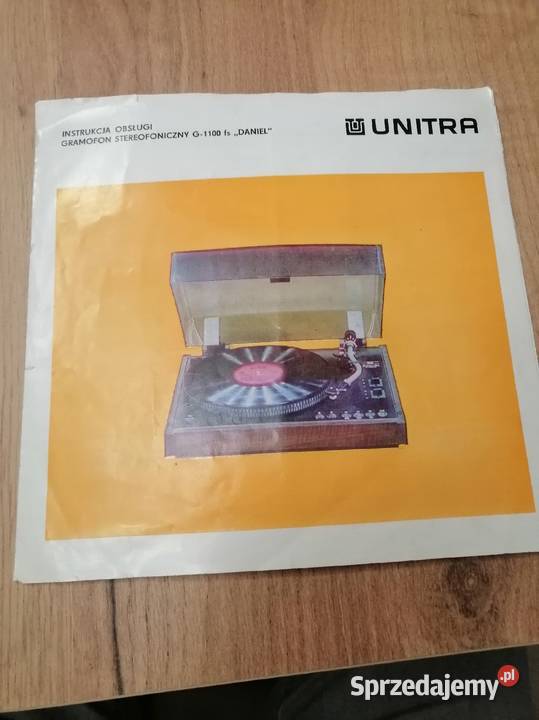 INSTRUKCJA OBSŁUGI
GRAMOFON STEREOFONICZNY G-1100 fs „DANIEL"
UNITRA
Sprzedajemy.pl